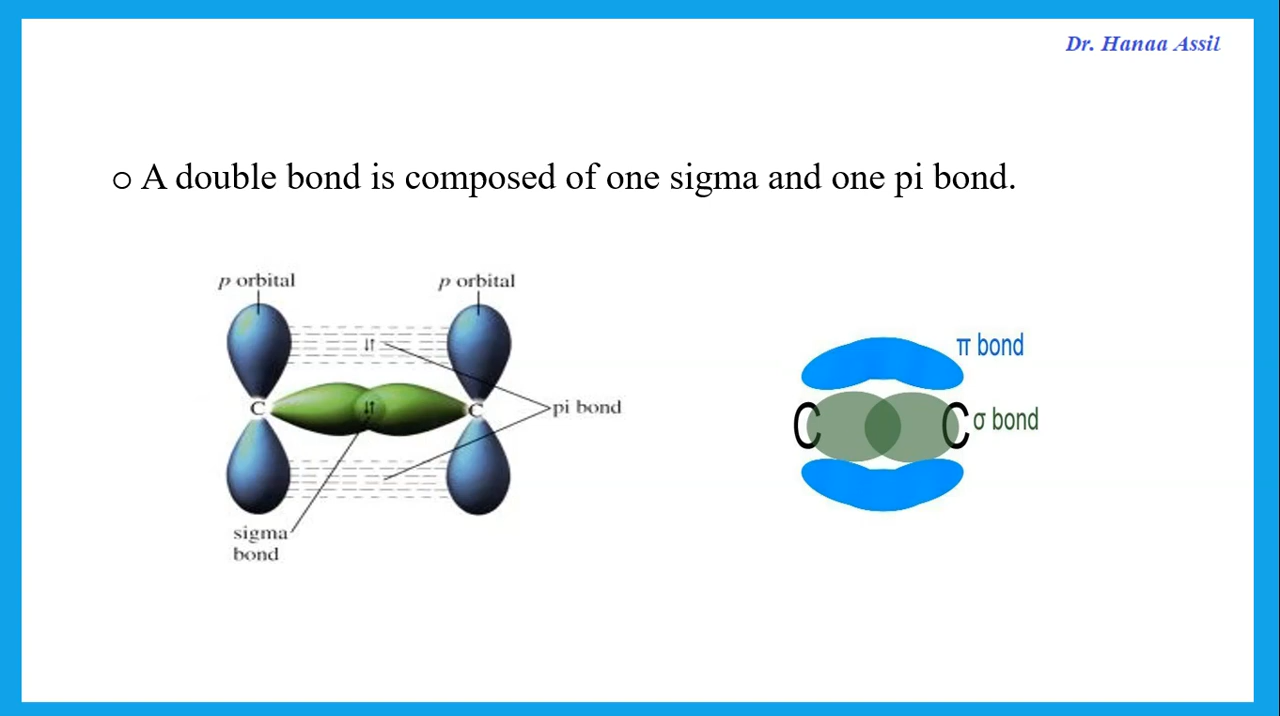 Dr. Hanaa Assil
o A double bond is composed of one sigma and one pi bond.
p orbital
p orbital
↓↑
C
↓↑
C
pi bond
sigma
bond
π bond
C
C
σ bond